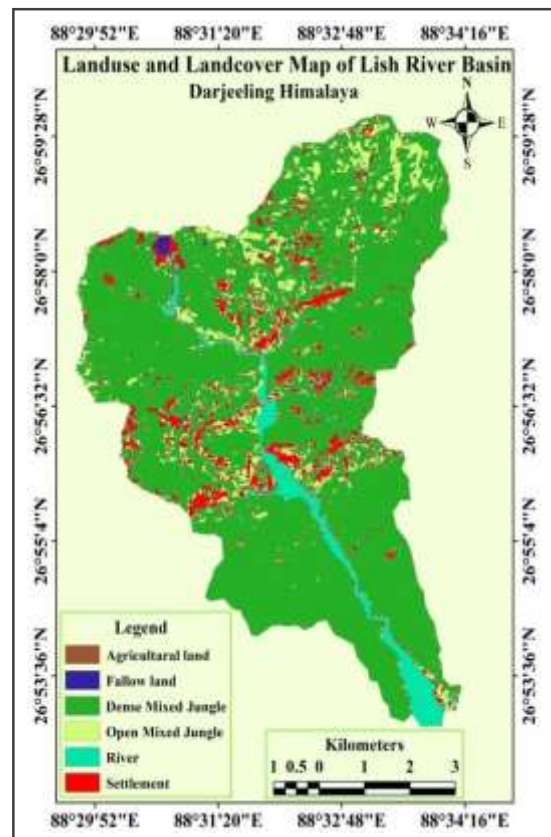 88°29'52"E 88°31'20"E 88°32'48"E 88°34'16"E
Landuse and Landcover Map of Lish River Basin
Darjeeling Himalaya
N
W E
S
26°59'28"N 26°59'28"N
26°58'0"N 26°58'0"N
26°56'32"N 26°56'32"N
26°55'4"N 26°55'4"N
26°53'36"N 26°53'36"N
Legend
Agricultaral land
Fallow land
Dense Mixed Jungle
Open Mixed Jungle
River
Settlement
Kilometers
1 0.5 0 1 2 3
88°29'52"E 88°31'20"E 88°32'48"E 88°34'16"E